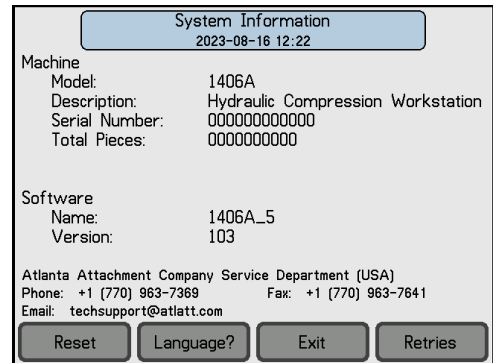 System Information
2023-08-16 12:22
Machine
Model: 1406A
Description: Hydraulic Compression Workstation
Serial Number: 000000000000
Total Pieces: 0000000000
Software
Name: 1406A_5
Version: 103
Atlanta Attachment Company Service Department (USA)
Phone: +1 (770) 963-7369 Fax: +1 (770) 963-7641
Email: techsupport@atlatt.com
Reset Language? Exit Retries